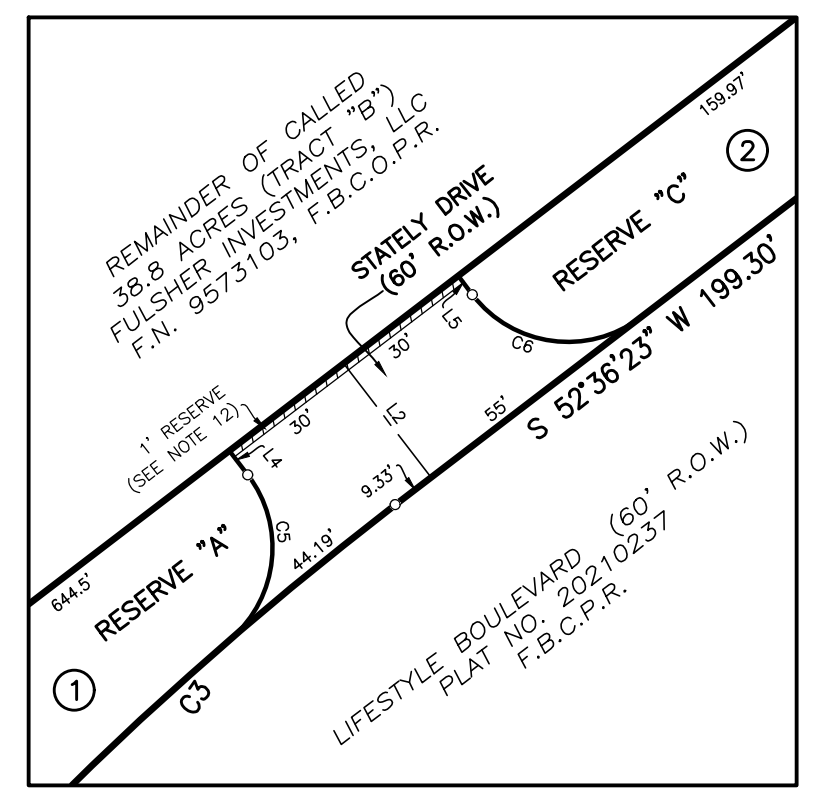 REMAINDER OF CALLED
38.8 ACRES (TRACT "B")
FULSHER INVESTMENTS, LLC
F.N. 9573103, F.B.C.O.P.R.
159.97'
2
STATELY DRIVE
(60' R.O.W.)
RESERVE "C"
L5
30'
C6
S 52°36'23" W 199.30'
1' RESERVE
(SEE NOTE 12)
30'
L2
55'
L4
9.33'
C5
44.19'
644.5'
RESERVE "A"
1
C3
LIFESTYLE BOULEVARD (60' R.O.W.)
PLAT NO. 20210237
F.B.C.P.R.